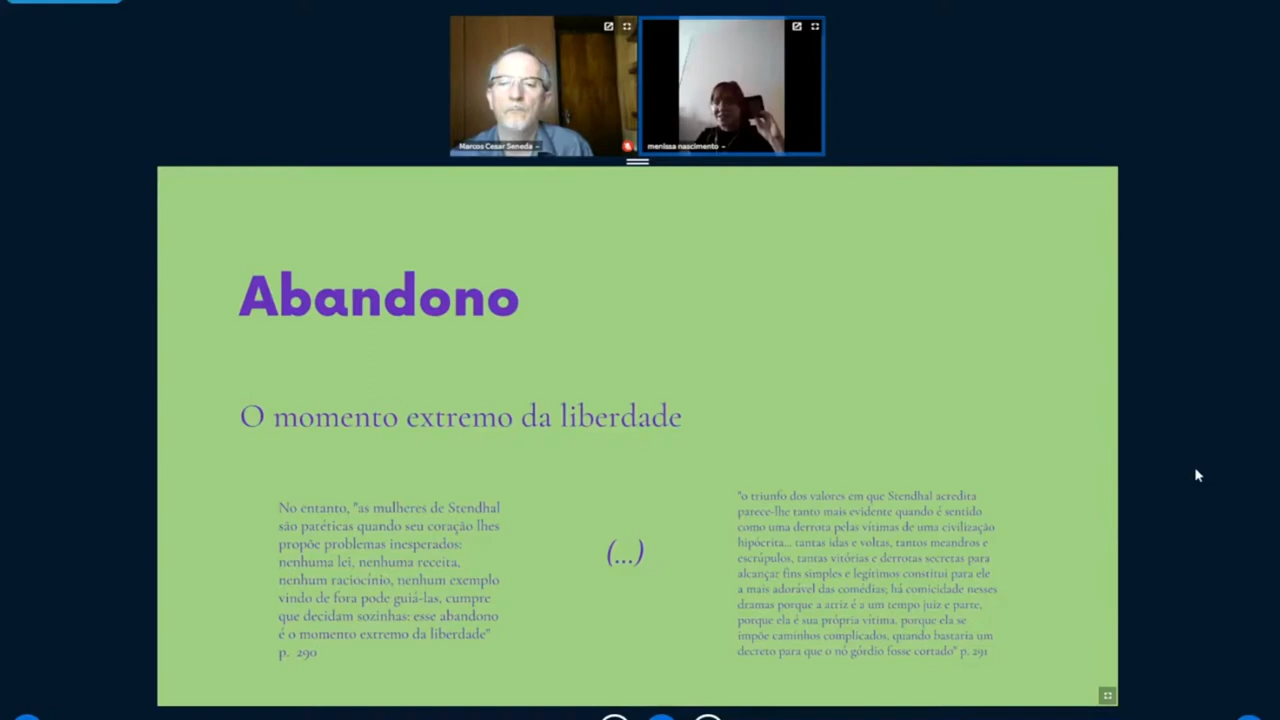 Marcos Cesar Seneda
menissa nascimento
Abandono
O momento extremo da liberdade
No entanto, "as mulheres de Stendhal
são patéticas quando seu coração lhes
propõe problemas inesperados:
nenhuma lei, nenhuma receita,
nenhum raciocínio, nenhum exemplo
vindo de fora pode guiá-las, cumpre
que decidam sozinhas: esse abandono
é o momento extremo da liberdade"
p. 290
(...)
"o triunfo dos valores em que Stendhal acredita
parece-lhe tanto mais evidente quando é sentido
como uma derrota pelas vítimas de uma civilização
hipócrita... tantas idas e voltas, tantos meandros e
escrúpulos, tantas vitórias e derrotas secretas para
alcançar fins simples e legítimos constitui para ele
a mais adorável das comédias; há comicidade nesses
dramas porque a atriz é a um tempo juiz e parte,
porque ela é sua própria vítima, porque ela se
impõe caminhos complicados, quando bastaria um
decreto para que o nó górdio fosse cortado" p. 291